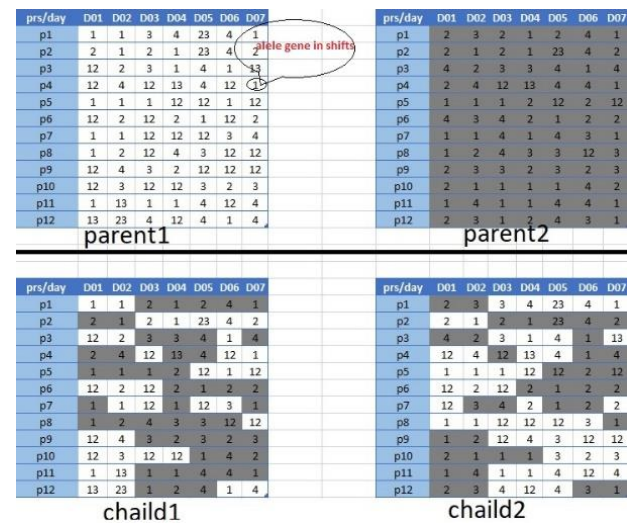 prs/day D01 D02 D03 D04 D05 D06 D07
p1 1 1 3 4 23 4 1
p2 2 1 2 1 23 4 2
p3 12 2 3 1 4 1 13
p4 12 4 12 13 4 12 1
p5 1 1 1 12 12 1 12
p6 12 2 12 2 1 12 2
p7 1 1 12 12 12 3 4
p8 1 2 12 4 3 12 12
p9 12 4 3 2 12 12 12
p10 12 3 12 12 3 2 3
p11 1 13 1 1 4 12 4
p12 13 23 4 12 4 1 4
alele gene in shifts
parent1
prs/day D01 D02 D03 D04 D05 D06 D07
p1 2 3 2 1 2 4 1
p2 2 1 2 1 23 4 2
p3 4 2 3 3 4 1 4
p4 2 4 12 13 4 4 1
p5 1 1 1 2 12 2 12
p6 4 3 4 2 1 2 2
p7 1 1 4 1 4 3 1
p8 1 2 4 3 3 12 3
p9 2 3 3 2 3 2 3
p10 2 1 1 1 1 4 2
p11 1 4 1 1 4 4 1
p12 2 3 1 2 4 3 1
parent2
prs/day D01 D02 D03 D04 D05 D06 D07
p1 1 1 2 1 2 4 1
p2 2 1 2 1 23 4 2
p3 12 2 3 3 4 1 4
p4 2 4 12 13 4 12 1
p5 1 1 1 2 12 1 12
p6 12 2 12 2 1 2 2
p7 1 1 12 1 12 3 1
p8 1 2 4 3 3 12 12
p9 12 4 3 2 3 2 3
p10 12 3 12 12 1 4 2
p11 1 13 1 1 4 4 1
p12 13 23 1 2 4 1 4
chaild1
prs/day D01 D02 D03 D04 D05 D06 D07
p1 2 3 3 4 23 4 1
p2 2 1 2 1 23 4 2
p3 4 2 3 1 4 1 13
p4 12 4 12 13 4 1 4
p5 1 1 1 12 12 2 12
p6 12 2 12 2 1 2 2
p7 12 3 4 2 1 2 2
p8 1 1 12 12 12 3 1
p9 1 2 12 4 3 12 12
p10 2 1 1 1 3 2 3
p11 1 4 1 1 4 12 4
p12 2 3 4 12 4 3 1
chaild2